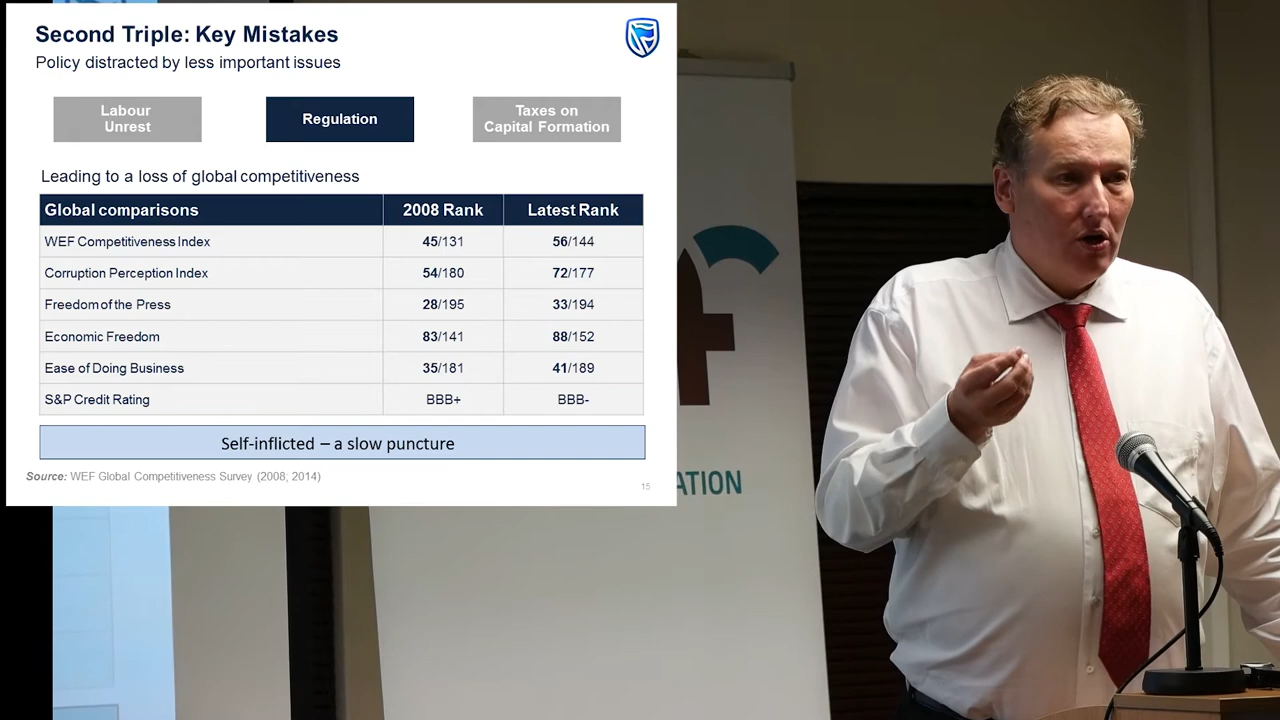 Second Triple: Key Mistakes
Policy distracted by less important issues
Labour
Unrest
Regulation
Taxes on
Capital Formation
Leading to a loss of global competitiveness
Global comparisons 2008 Rank Latest Rank
WEF Competitiveness Index 45/131 56/144
Corruption Perception Index 54/180 72/177
Freedom of the Press 28/195 33/194
Economic Freedom 83/141 88/152
Ease of Doing Business 35/181 41/189
S&P Credit Rating BBB+ BBB-
Self-inflicted – a slow puncture
Source: WEF Global Competitiveness Survey (2008; 2014)
15
ATION